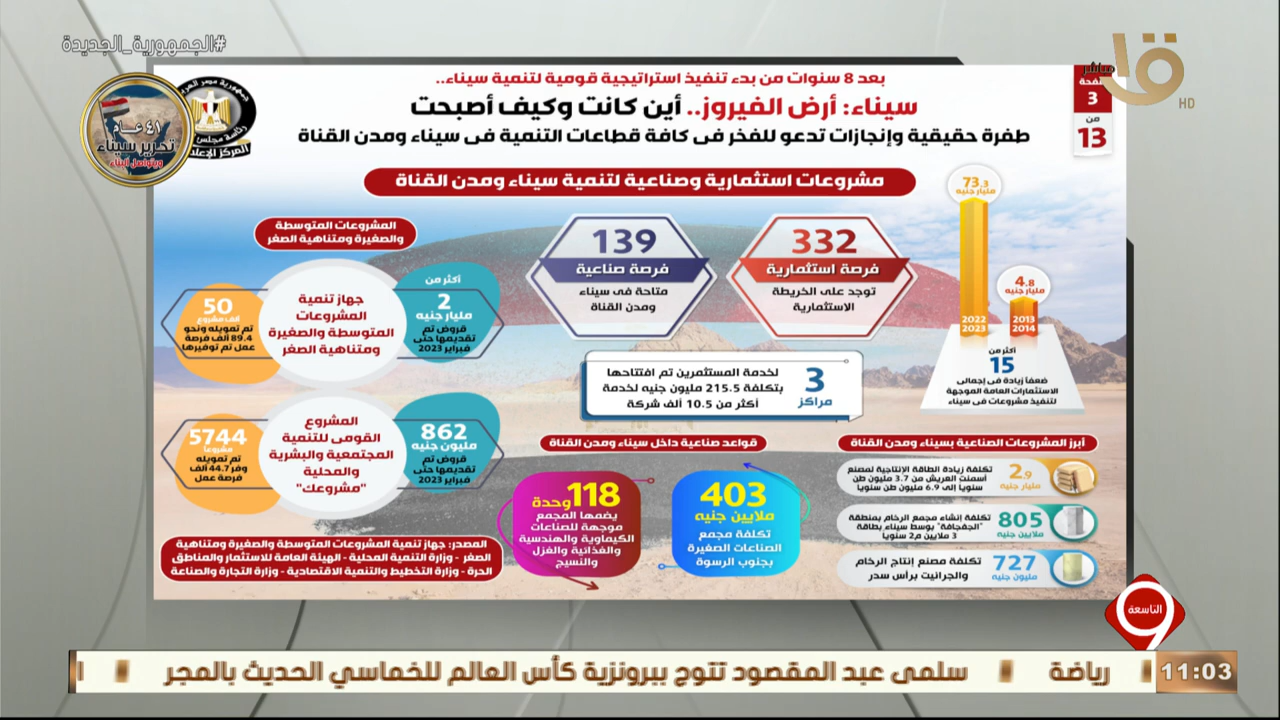 #الجمهورية_الجديدة
مباشر
HD
صفحة
3
من
13
بعد 8 سنوات من بدء تنفيذ استراتيجية قومية لتنمية سيناء..
سيناء: أرض الفيروز.. أين كانت وكيف أصبحت
طفرة حقيقية وإنجازات تدعو للفخر فى كافة قطاعات التنمية فى سيناء ومدن القناة
٤١ عــام
تحرير سيناء
ويتواصل البناء
جمهورية مصر العر
رئاسة مجلس
المركز الإعلا
مشروعات استثمارية وصناعية لتنمية سيناء ومدن القناة
73.3
مليار جنيه
2022
2023
4.8
مليار جنيه
2013
2014
أكثر من
15
ضعفاً زيادة فى إجمالى
الاستثمارات العامة الموجهة
لتنفيذ مشروعات فى سيناء
332
فرصة استثمارية
توجد على الخريطة
الاستثمارية
139
فرصة صناعية
متاحة فى سيناء
ومدن القناة
3
مراكز
لخدمة المستثمرين تم افتتاحها
بتكلفة 215.5 مليون جنيه لخدمة
أكثر من 10.5 ألف شركة
المشروعات المتوسطة
والصغيرة ومتناهية الصغر
أكثر من
2
مليار جنيه
قروض تم
تقديمها حتى
فبراير 2023
جهاز تنمية
المشروعات
المتوسطة والصغيرة
ومتناهية الصغر
50
ألف مشروع
تم تمويله ونحو
89.4 ألف فرصة
عمل تم توفيرها
862
مليون جنيه
قروض تم
تقديمها حتى
فبراير 2023
المشروع
القومى للتنمية
المجتمعية والبشرية
والمحلية
"مشروعك"
5744
مشروعاً
تم تمويله
وفر 44.7 ألف
فرصة عمل
أبرز المشروعات الصناعية بسيناء ومدن القناة
2.9
مليار جنيه
تكلفة زيادة الطاقة الإنتاجية لمصنع
أسمنت العريش من 3.7 مليون طن
سنوياً إلى 6.9 مليون طن سنوياً
805
ملايين جنيه
تكلفة إنشاء مجمع الرخام بمنطقة
"الجفجافة" بوسط سيناء بطاقة
3 ملايين م2 سنوياً
727
مليون جنيه
تكلفة مصنع إنتاج الرخام
والجرانيت برأس سدر
قواعد صناعية داخل سيناء ومدن القناة
403
ملايين جنيه
تكلفة مجمع
الصناعات الصغيرة
بجنوب الرسوة
118 وحدة
يضمها المجمع
موجهة للصناعات
الكيماوية والهندسية
والغذائية والغزل
والنسيج
المصدر: جهاز تنمية المشروعات المتوسطة والصغيرة ومتناهية
الصغر - وزارة التنمية المحلية - الهيئة العامة للاستثمار والمناطق
الحرة - وزارة التخطيط والتنمية الاقتصادية - وزارة التجارة والصناعة
التاسعة
9
11:03
رياضة
سلمى عبد المقصود تتوج ببرونزية كأس العالم للخماسي الحديث بالمجر